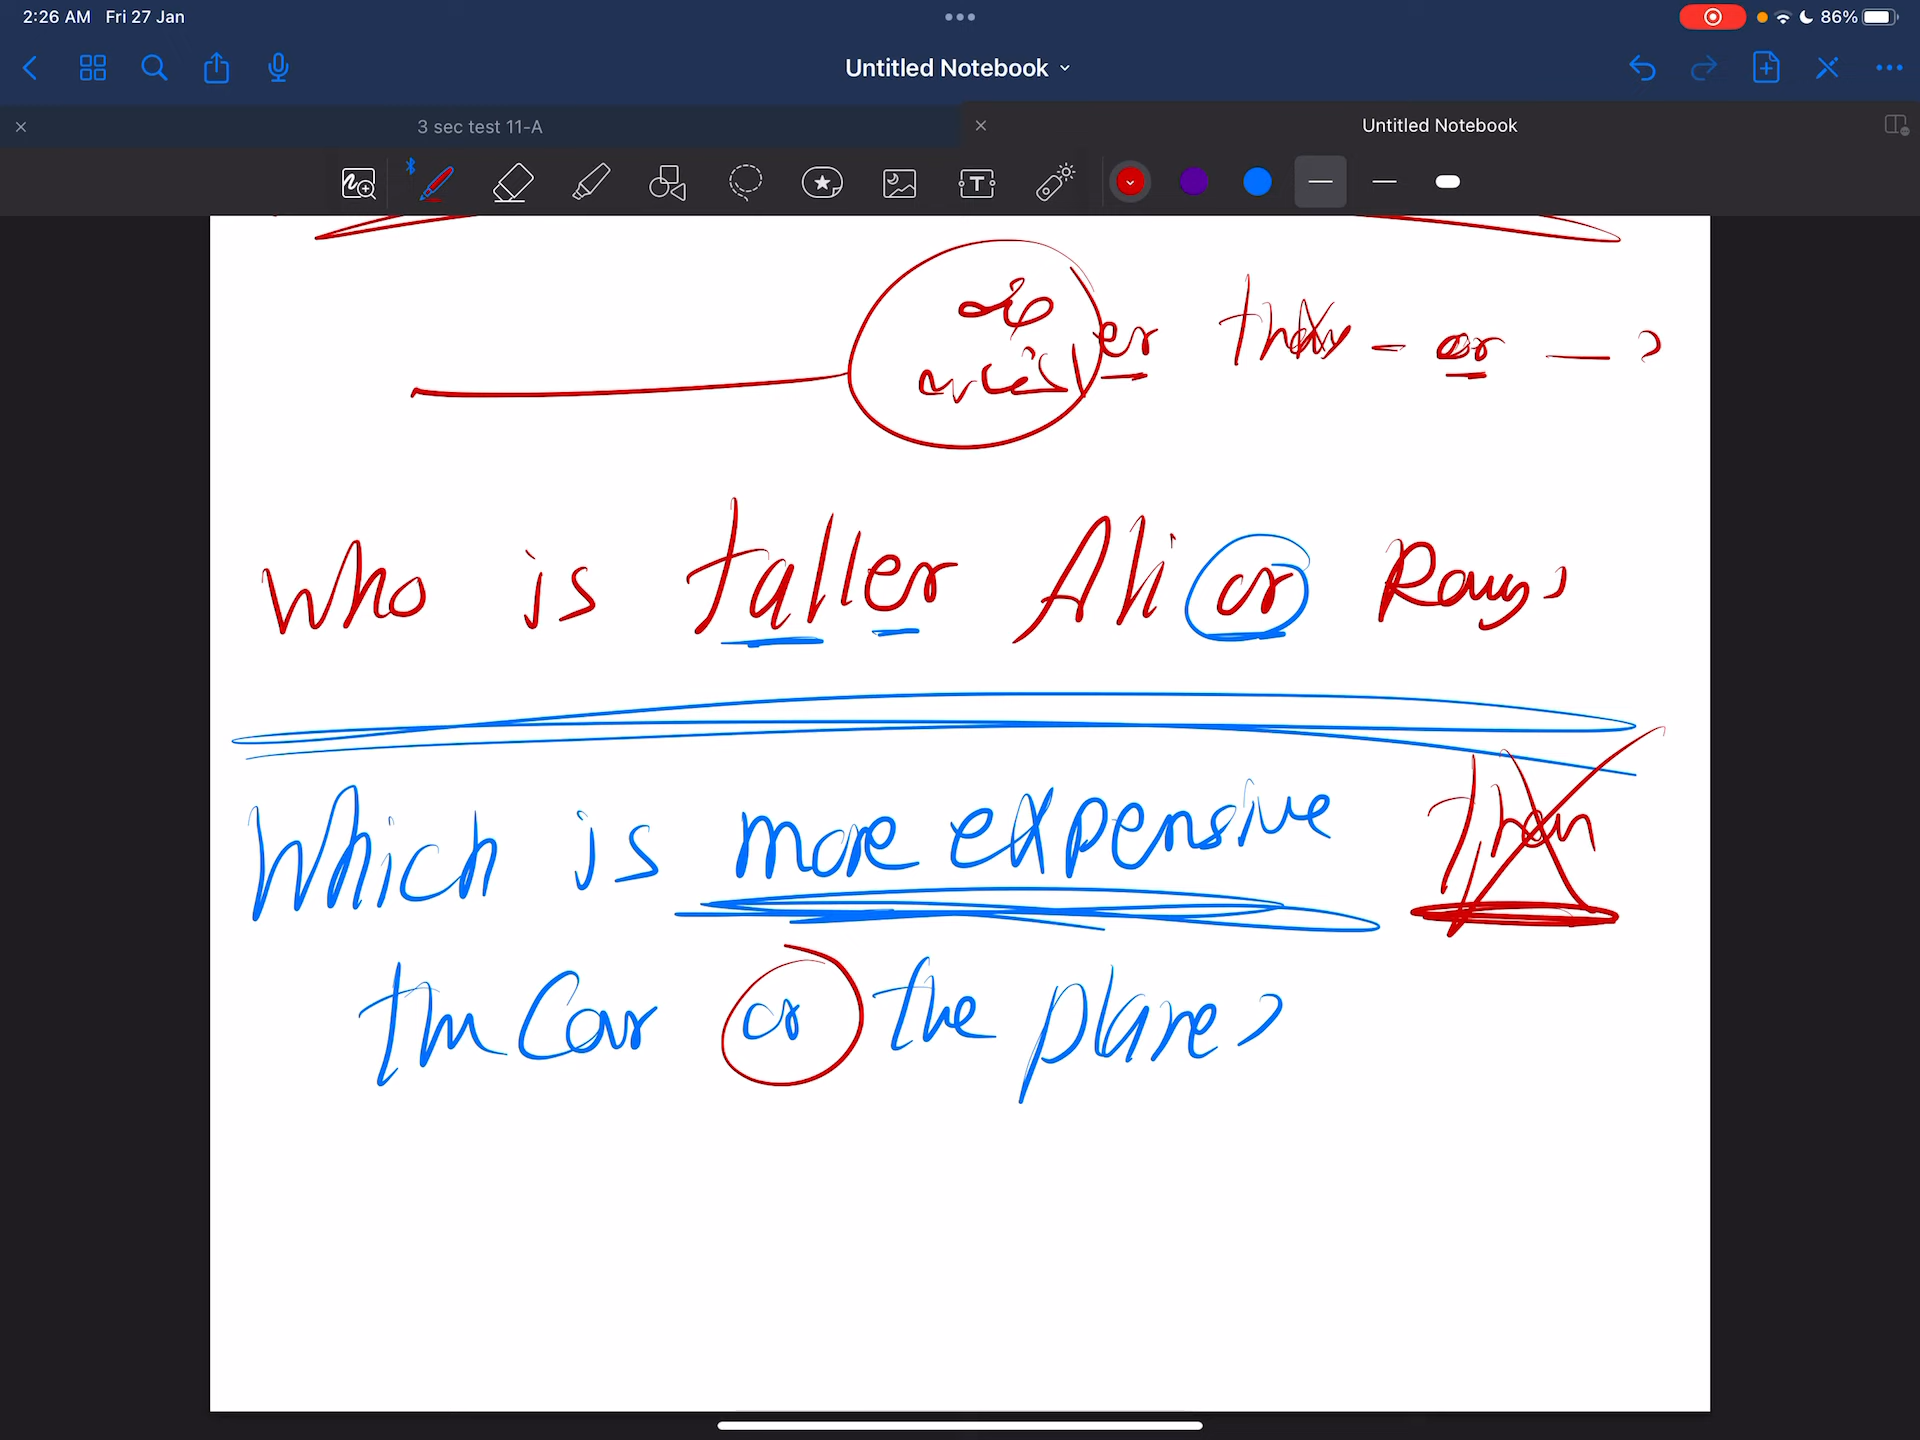 2:26 AM Fri 27 Jan
86%
Untitled Notebook
3 sec test 11-A
Untitled Notebook
T
er than - or — ?
Who is taller Ali or Ramy?
Which is more expensive than
the Car or the plane?